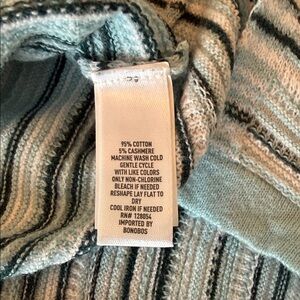 95% COTTON
5% CASHMERE
MACHINE WASH COLD
GENTLE CYCLE
WITH LIKE COLORS
ONLY NON-CHLORINE
BLEACH IF NEEDED
RESHAPE LAY FLAT TO
DRY
COOL IRON IF NEEDED
RN# 128054
IMPORTED BY
BONOBOS